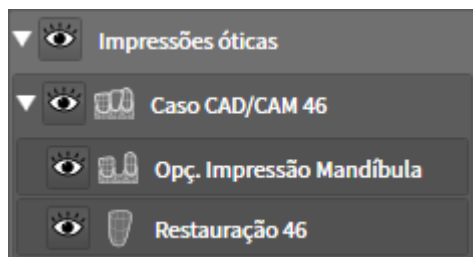 Impressões óticas
Caso CAD/CAM 46
Opç. Impressão Mandíbula
Restauração 46